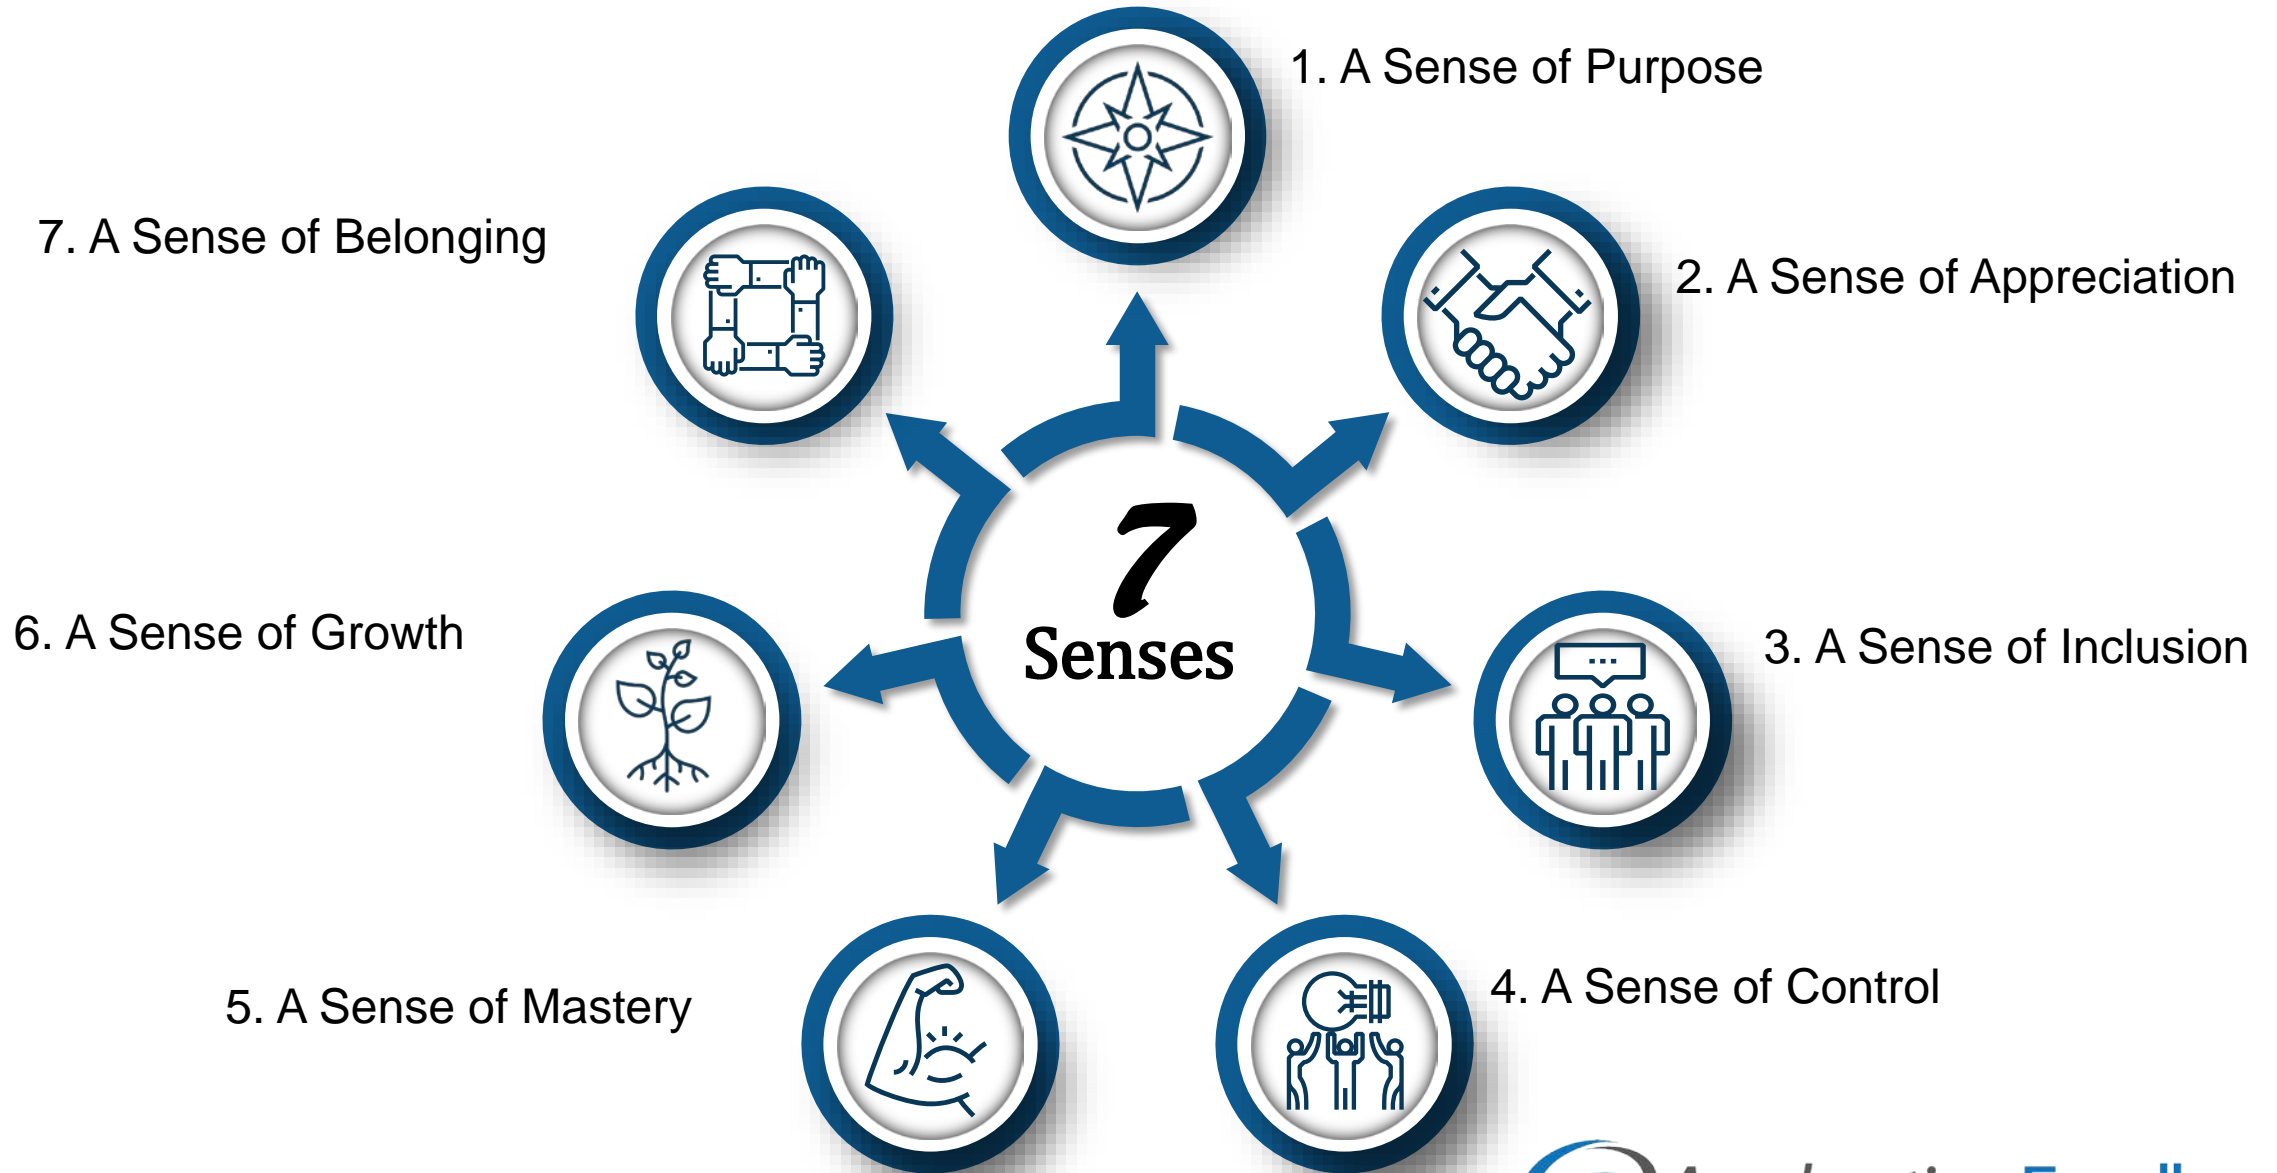 1. A Sense of Purpose
7. A Sense of Belonging
2. A Sense of Appreciation
7
Senses
6. A Sense of Growth
3. A Sense of Inclusion
5. A Sense of Mastery
4. A Sense of Control